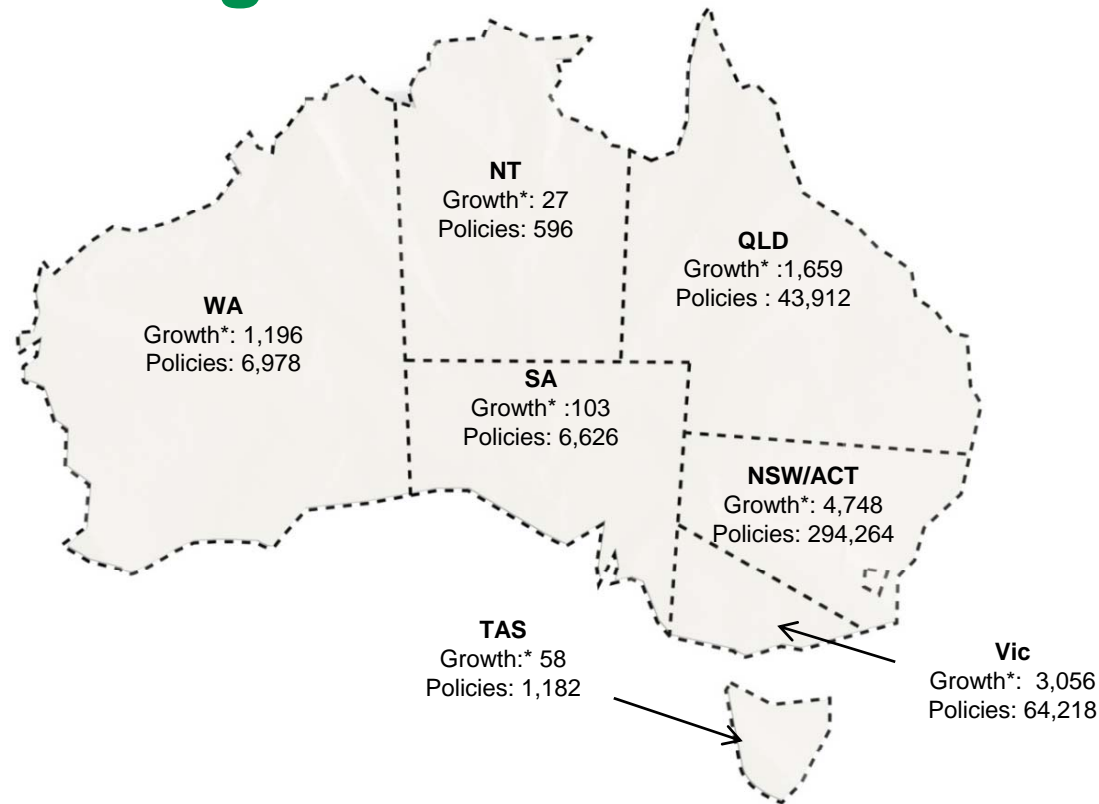 NT
Growth*: 27
Policies: 596
QLD
Growth* :1,659
Policies : 43,912
WA
Growth*: 1,196
Policies: 6,978
SA
Growth* :103
Policies: 6,626
NSW/ACT
Growth*: 4,748
Policies: 294,264
TAS
Growth:* 58
Policies: 1,182
Vic
Growth*: 3,056
Policies: 64,218